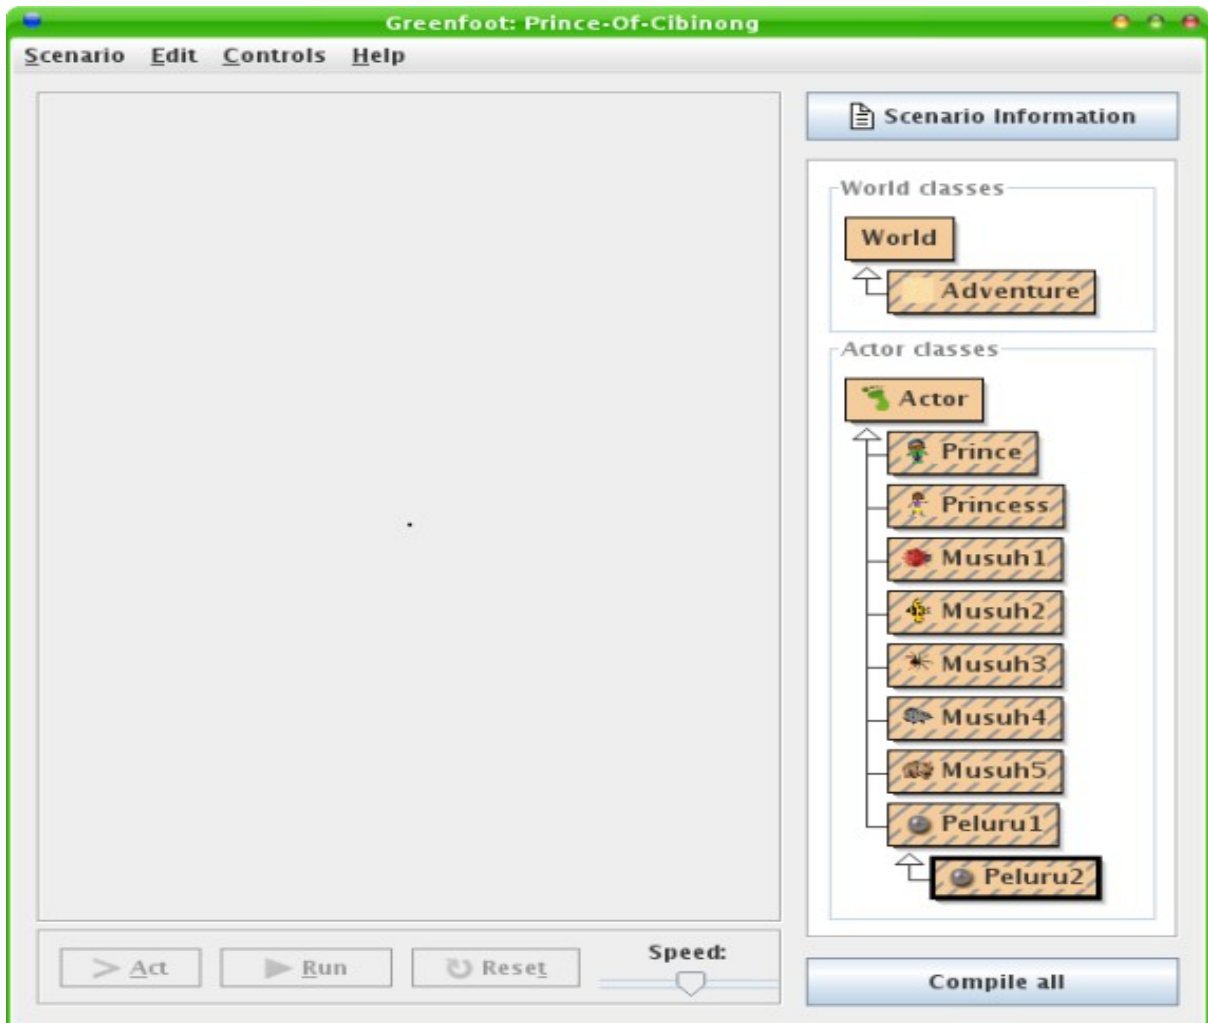 Greenfoot: Prince-Of-Cibinong
Scenario Edit Controls Help
Scenario Information
World classes
World
Adventure
Actor classes
Actor
Prince
Princess
Musuh1
Musuh2
Musuh3
Musuh4
Musuh5
Peluru1
Peluru2
Act Run Reset Speed:
Compile all